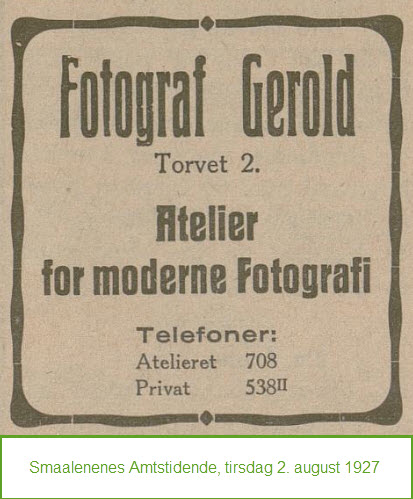 Fotograf Gerold
Torvet 2.
Atelier
for moderne Fotografi
Telefoner:
Atelieret 708
Privat 538II
Smaalenenes Amtstidende, tirsdag 2. august 1927